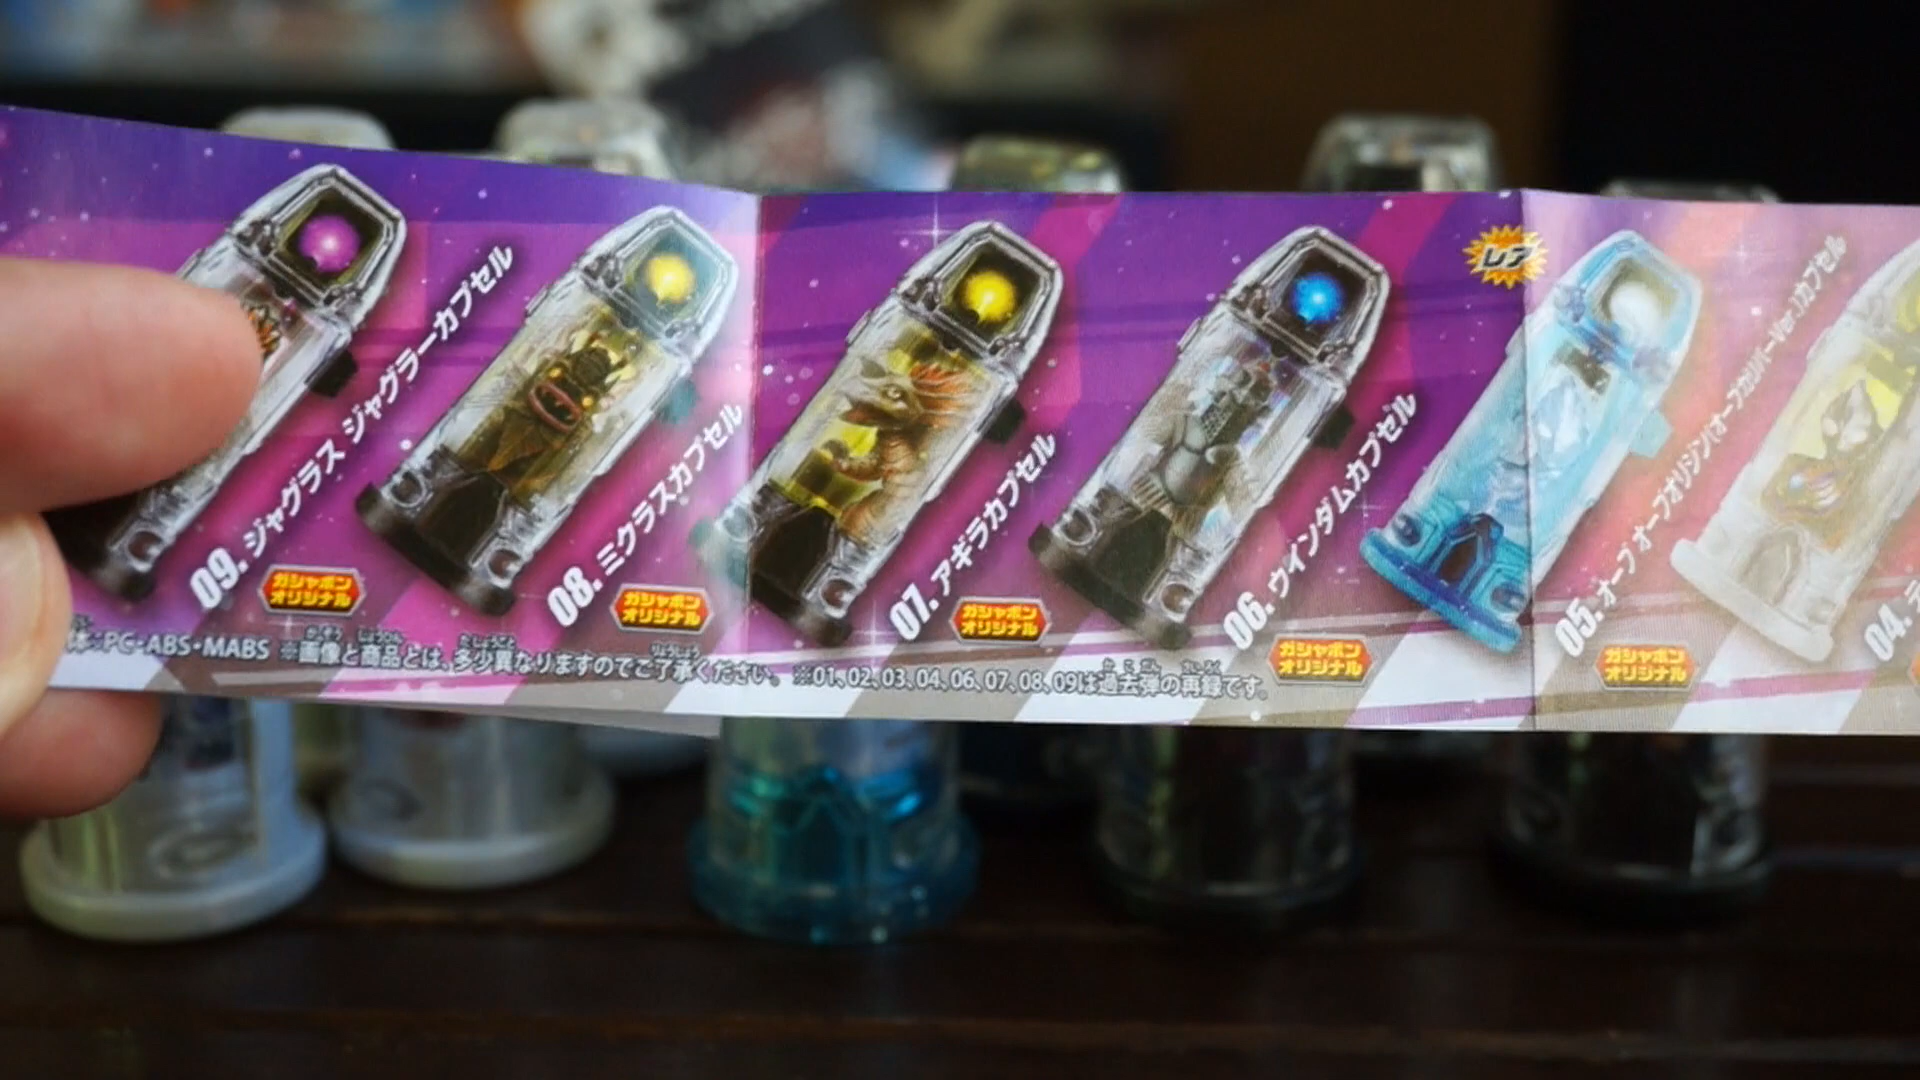 09. ジャグラス ジャグラーカプセル
ガシャポン
オリジナル
08. ミクラスカプセル
ガシャポン
オリジナル
07. アギラカプセル
ガシャポン
オリジナル
06. ウインダムカプセル
ガシャポン
オリジナル
レア
05. オーブ オーブオリジン(オーブカリバーVer.)カプセル
ガシャポン
オリジナル
04.
体:PC・ABS・MABS ※画像と商品とは、多少異なりますのでご了承ください。 ※01、02、03、04、06、07、08、09は過去弾の再録です。